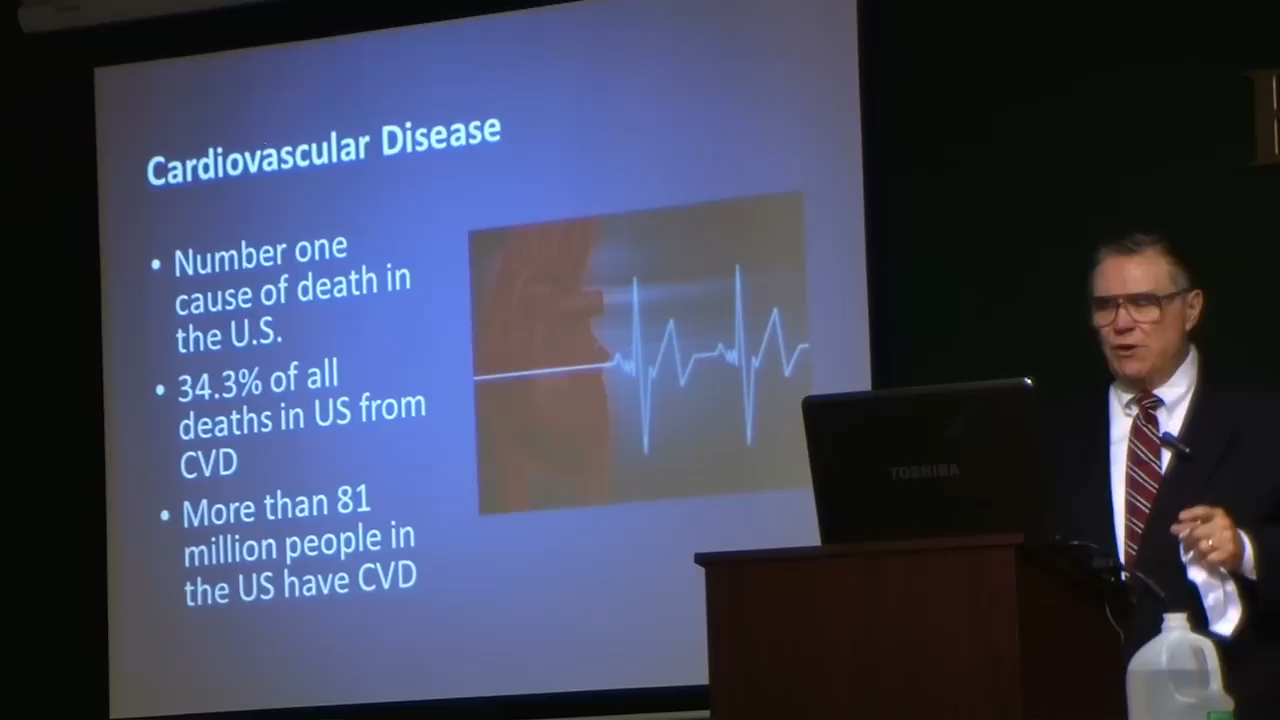 Cardiovascular Disease
• Number one
cause of death in
the U.S.
• 34.3% of all
deaths in US from
CVD
• More than 81
million people in
the US have CVD
TOSHIBA